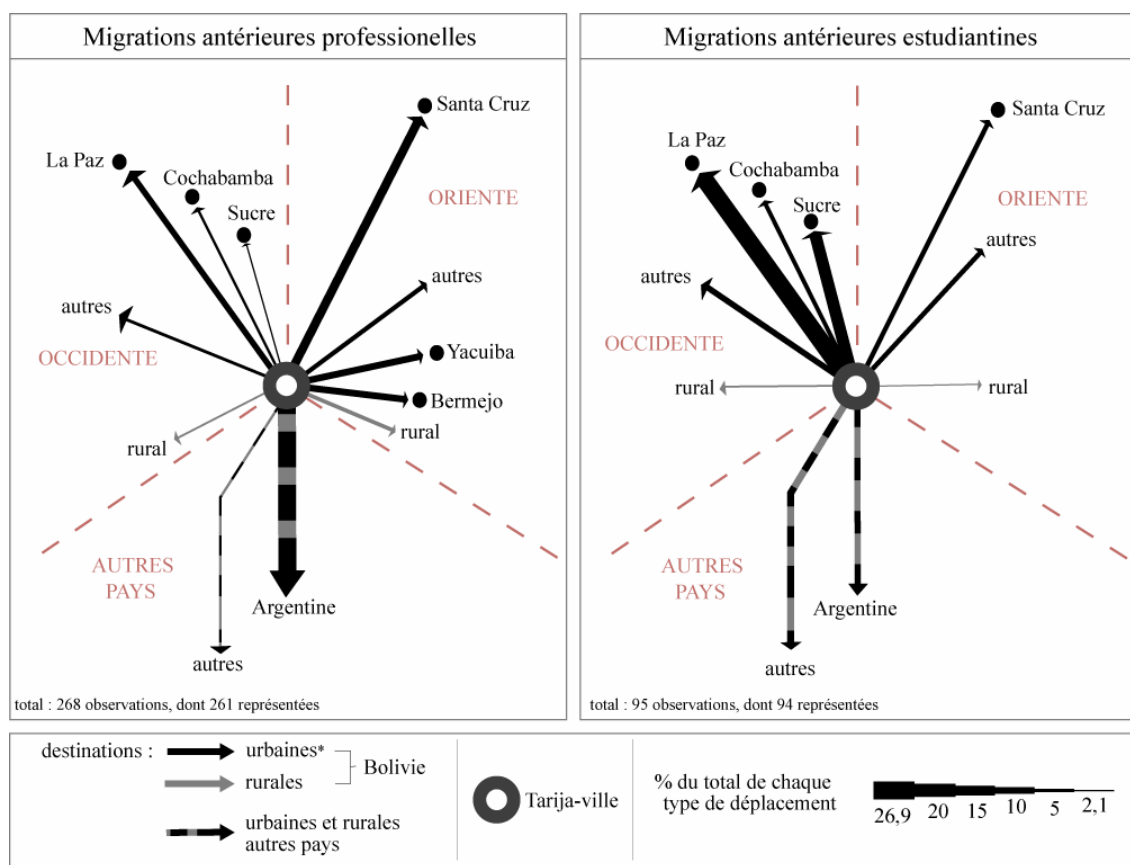 Migrations antérieures professionelles
Santa Cruz
La Paz
Cochabamba
Sucre
ORIENTE
autres
autres
OCCIDENTE
Yacuiba
Bermejo
rural
rural
AUTRES
PAYS
Argentine
autres
total : 268 observations, dont 261 représentées
Migrations antérieures estudiantines
Santa Cruz
La Paz
Cochabamba
Sucre
ORIENTE
autres
autres
OCCIDENTE
rural
rural
AUTRES
PAYS
Argentine
autres
total : 95 observations, dont 94 représentées
destinations :
urbaines*
rurales
Bolivie
urbaines et rurales
autres pays
Tarija-ville
% du total de chaque
type de déplacement
26,9 20 15 10 5 2,1